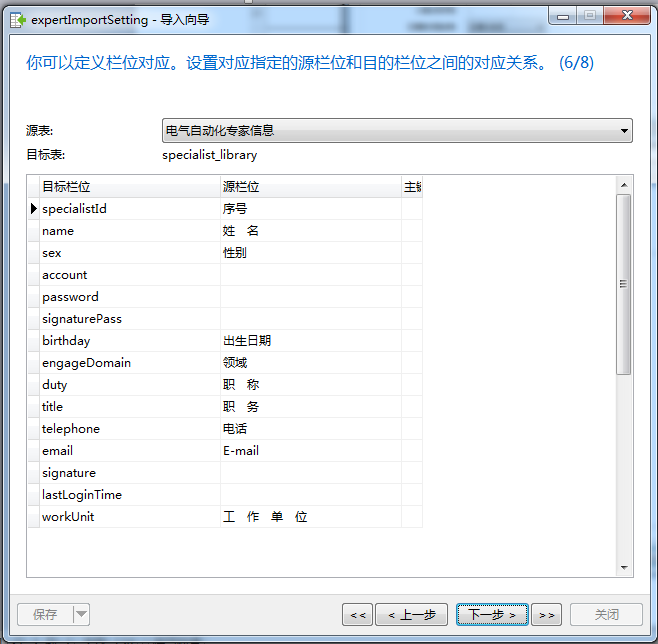 expertImportSetting - 导入向导
你可以定义栏位对应。设置对应指定的源栏位和目的栏位之间的对应关系。 (6/8)
源表: 电气自动化专家信息
目标表: specialist_library
目标栏位 源栏位 主键
specialistId 序号
name 姓 名
sex 性别
account
password
signaturePass
birthday 出生日期
engageDomain 领域
duty 职 称
title 职 务
telephone 电话
email E-mail
signature
lastLoginTime
workUnit 工 作 单 位
保存 << < 上一步 下一步 > >> 关闭